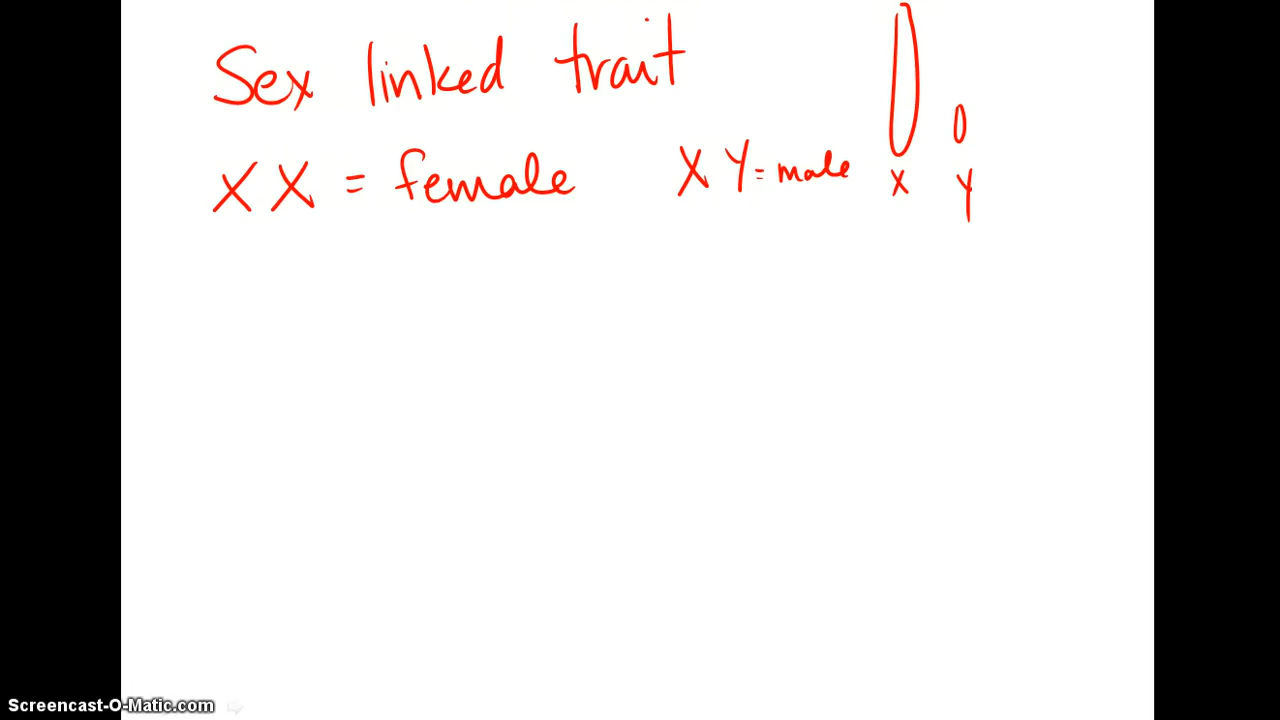 Sex linked trait
XX = female XY = male X Y
Screencast-O-Matic.com